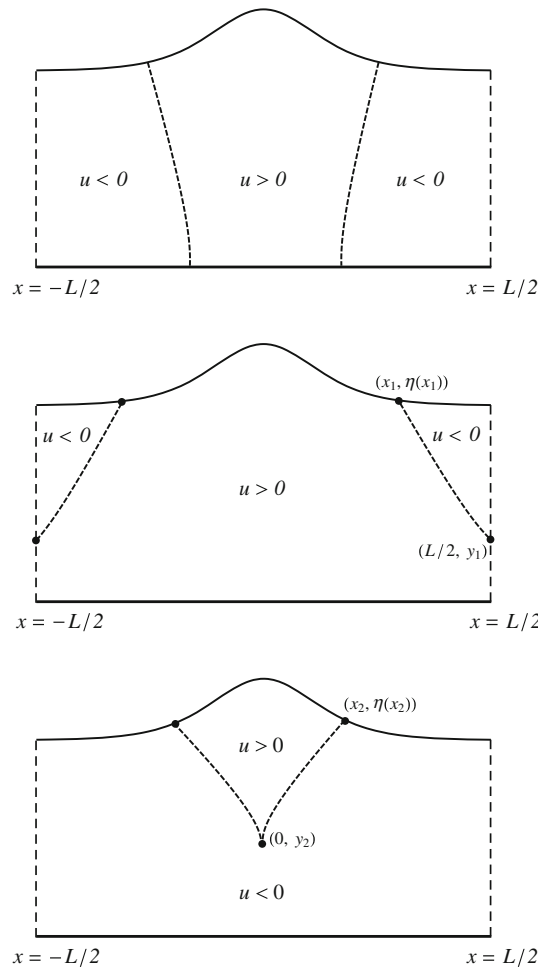 u < 0 u > 0 u < 0
x = −L/2 x = L/2
(x₁, η(x₁))
u < 0 u < 0
u > 0
(L/2, y₁)
x = −L/2 x = L/2
(x₂, η(x₂))
u > 0
(0, y₂)
u < 0
x = −L/2 x = L/2